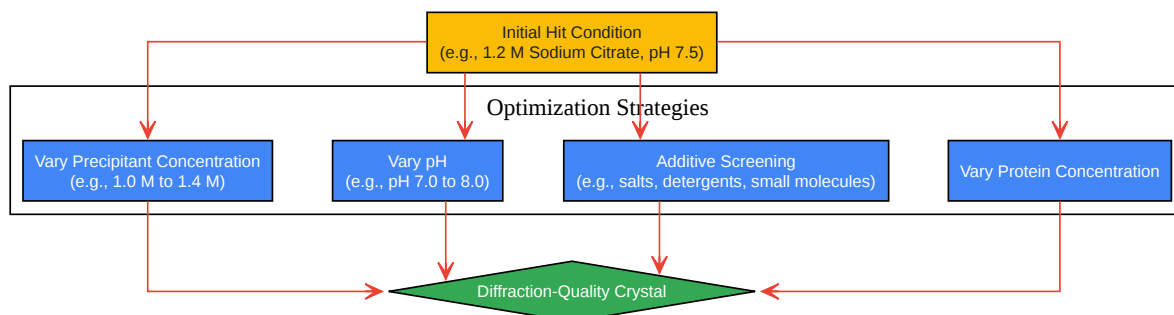 Initial Hit Condition
(e.g., 1.2 M Sodium Citrate, pH 7.5)
Optimization Strategies
Vary Precipitant Concentration
(e.g., 1.0 M to 1.4 M)
Vary pH
(e.g., pH 7.0 to 8.0)
Additive Screening
(e.g., salts, detergents, small molecules)
Vary Protein Concentration
Diffraction-Quality Crystal